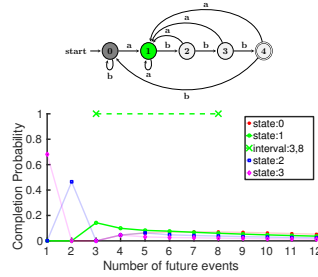 a
a
a
start
0
a
1
b
2
b
3
b
4
b
a
b
Completion Probability
1
0.8
0.6
0.4
0.2
0
state:0
state:1
interval:3,8
state:2
state:3
1 2 3 4 5 6 7 8 9 10 11 12
Number of future events